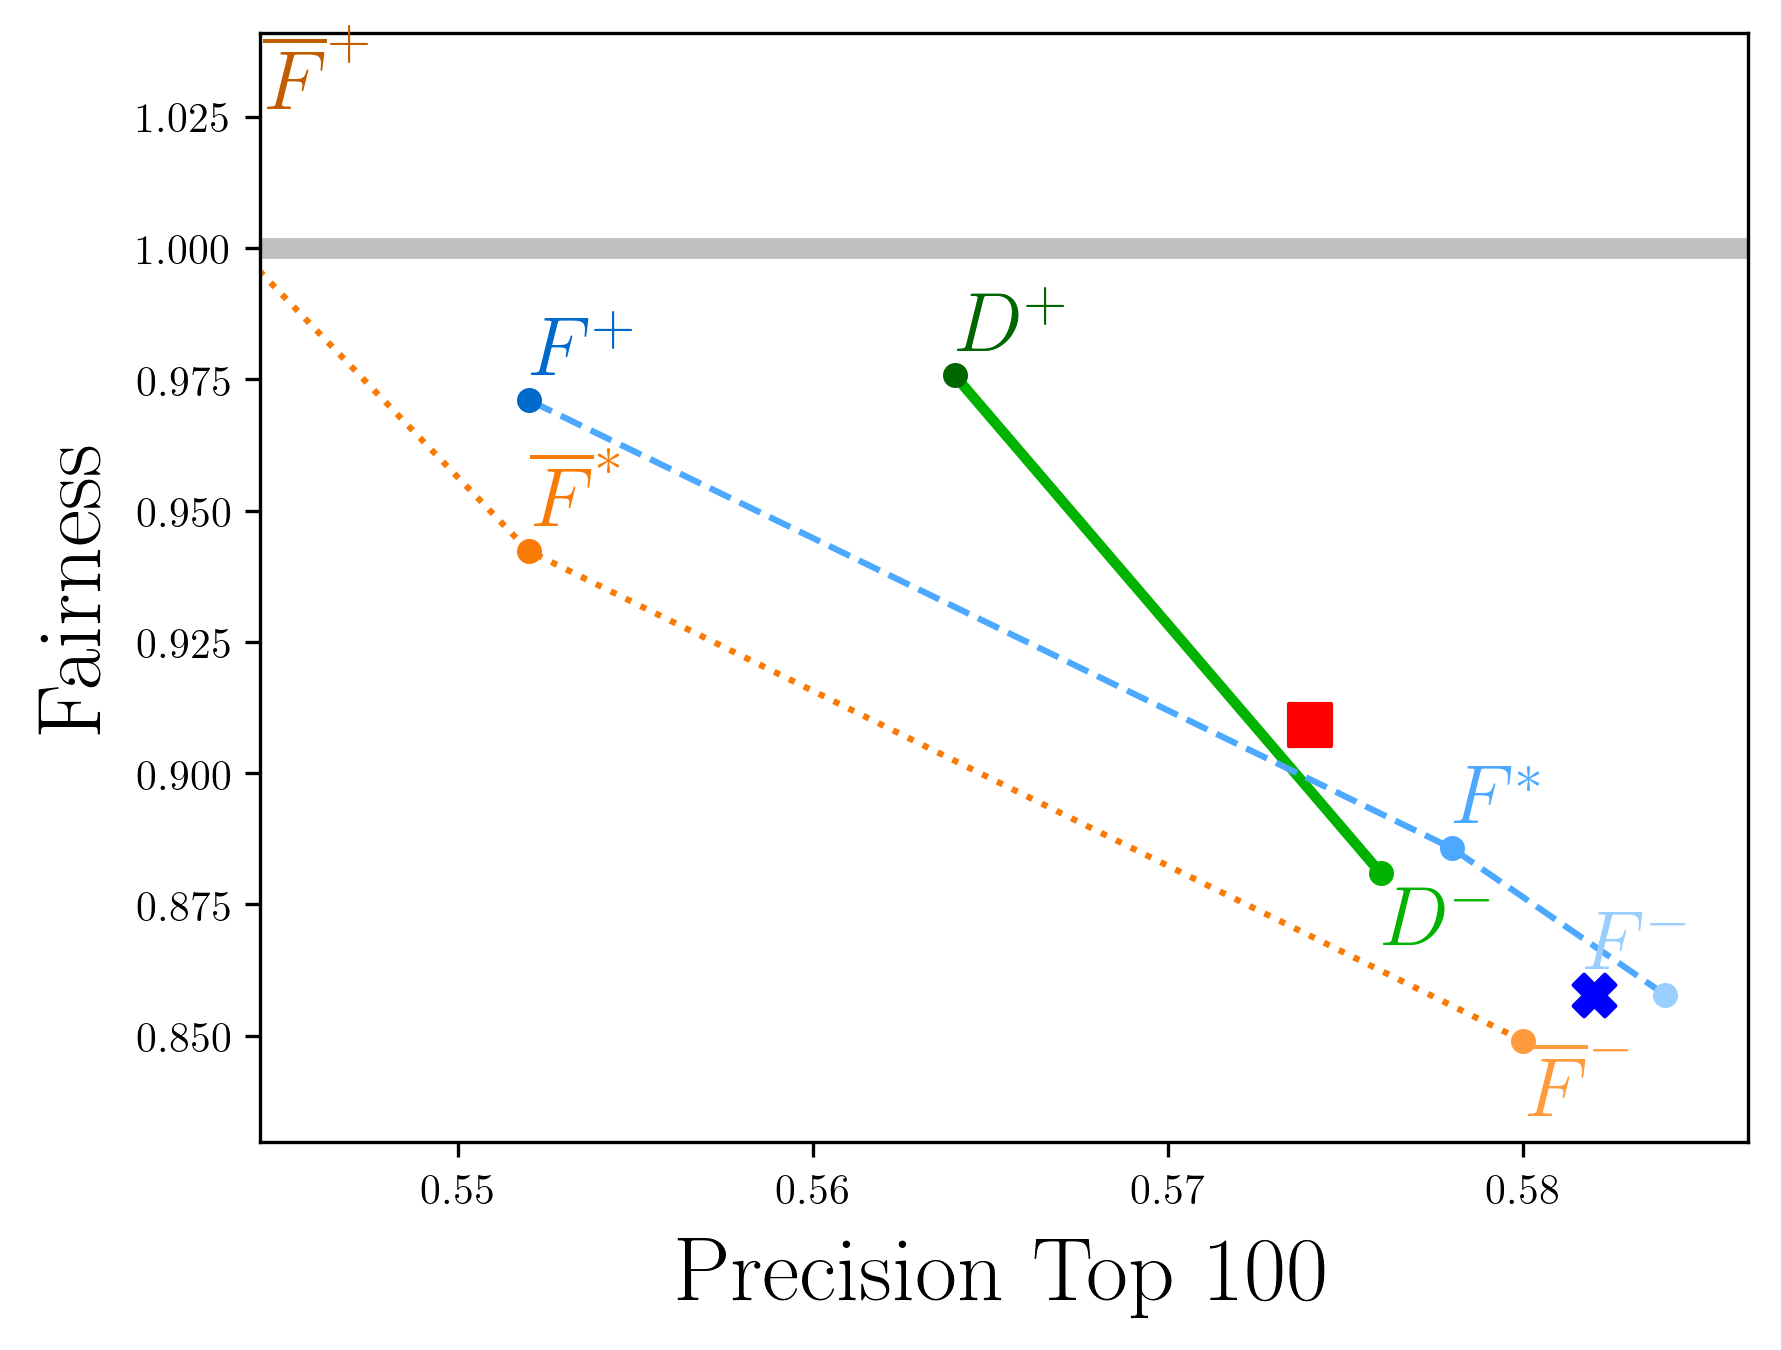 F̅⁺
1.025
1.000
D⁺
F⁺
0.975
F̅*
0.950
Fairness
0.925
0.900
F*
0.875
D⁻
F⁻
0.850
F̅⁻
0.55 0.56 0.57 0.58
Precision Top 100